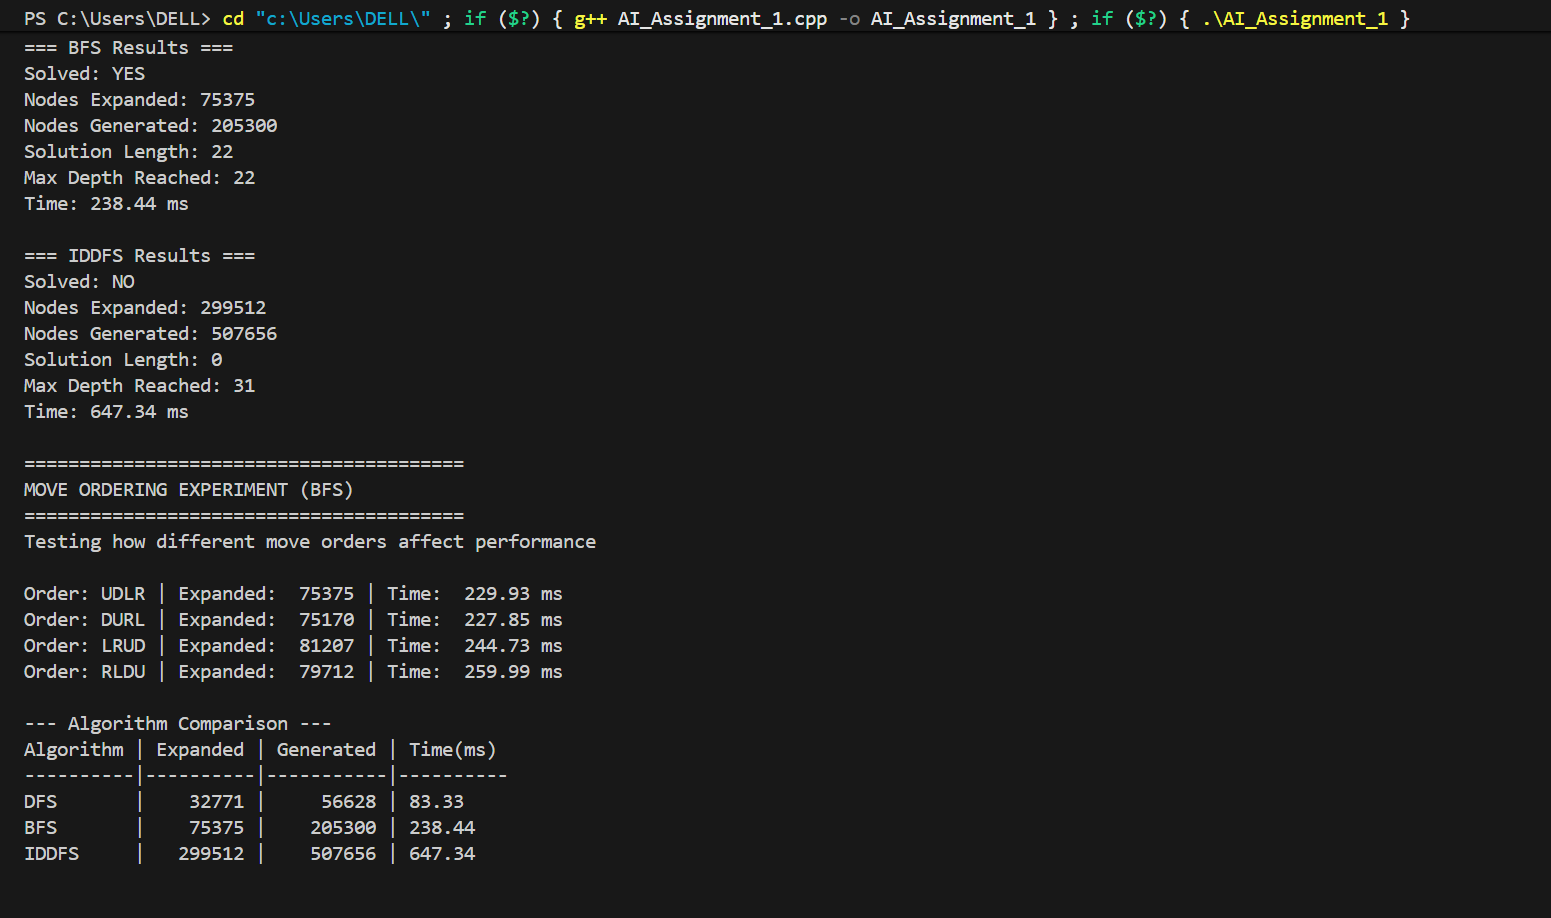 PS C:\Users\DELL> cd "c:\Users\DELL\" ; if ($?) { g++ AI_Assignment_1.cpp -o AI_Assignment_1 } ; if ($?) { .\AI_Assignment_1 }
=== BFS Results ===
Solved: YES
Nodes Expanded: 75375
Nodes Generated: 205300
Solution Length: 22
Max Depth Reached: 22
Time: 238.44 ms

=== IDDFS Results ===
Solved: NO
Nodes Expanded: 299512
Nodes Generated: 507656
Solution Length: 0
Max Depth Reached: 31
Time: 647.34 ms

========================================
MOVE ORDERING EXPERIMENT (BFS)
========================================
Testing how different move orders affect performance

Order: UDLR | Expanded:  75375 | Time:  229.93 ms
Order: DURL | Expanded:  75170 | Time:  227.85 ms
Order: LRUD | Expanded:  81207 | Time:  244.73 ms
Order: RLDU | Expanded:  79712 | Time:  259.99 ms

--- Algorithm Comparison ---
Algorithm | Expanded | Generated | Time(ms)
----------|----------|-----------|----------
DFS       |    32771 |     56628 | 83.33
BFS       |    75375 |    205300 | 238.44
IDDFS     |   299512 |    507656 | 647.34